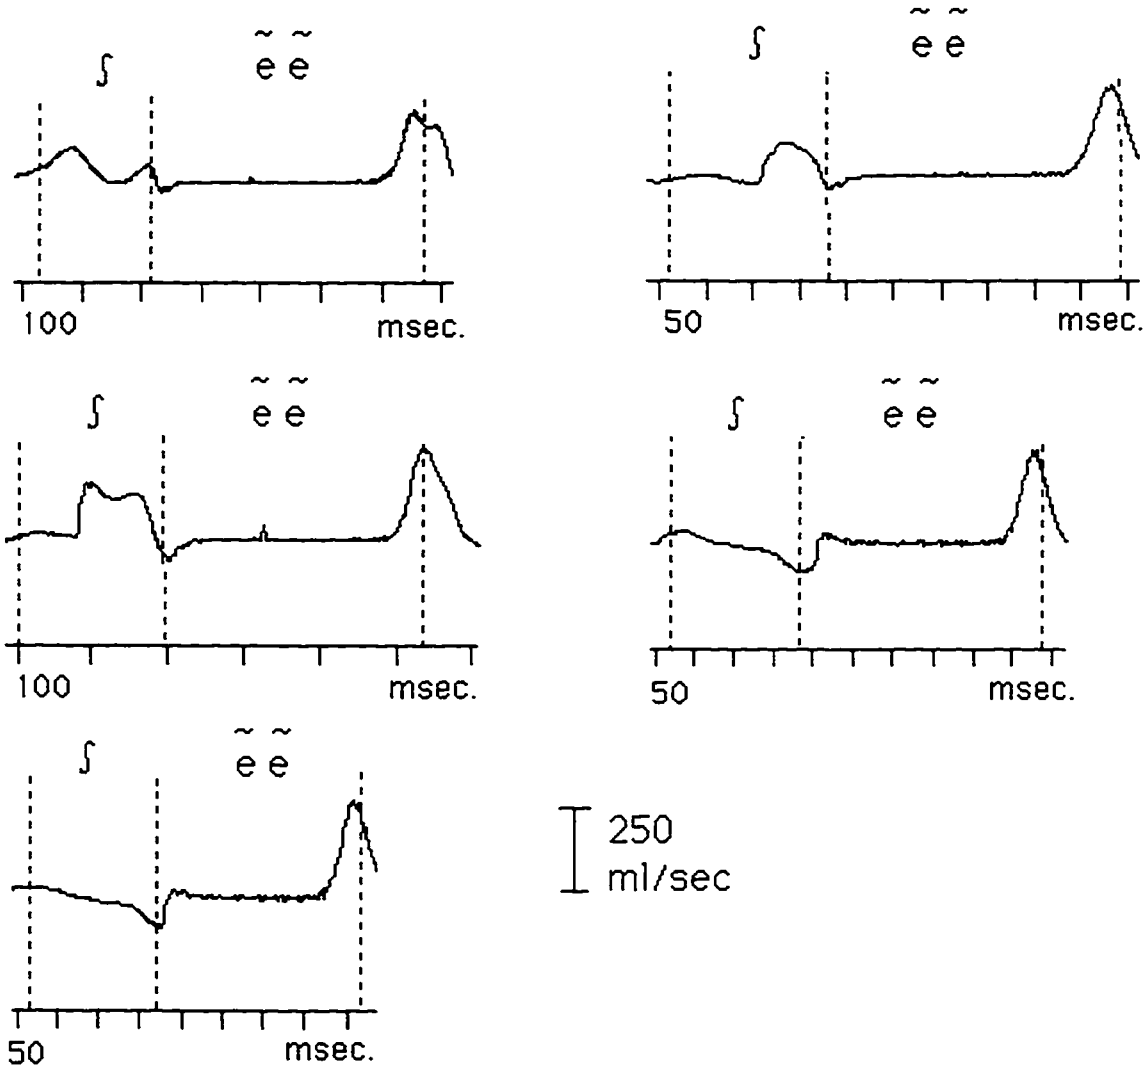 ʃ ẽ ẽ
100 msec.
ʃ ẽ ẽ
50 msec.
ʃ ẽ ẽ
100 msec.
ʃ ẽ ẽ
50 msec.
ʃ ẽ ẽ
50 msec.
250
ml/sec